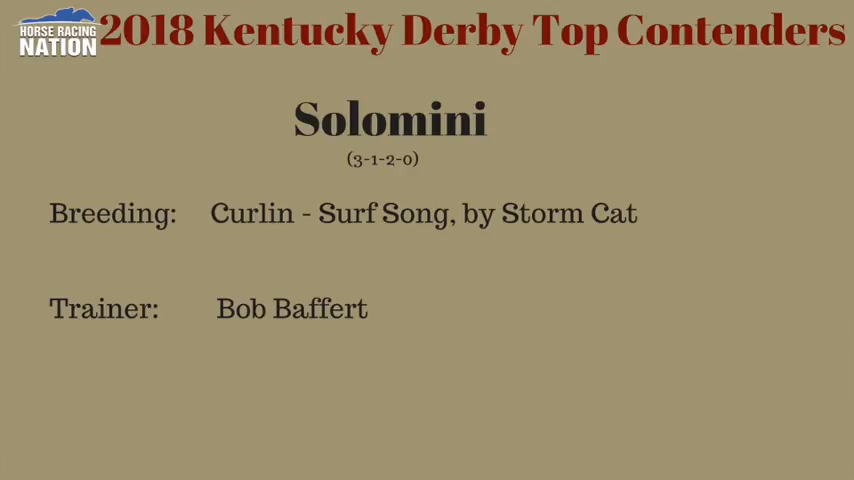 HORSE RACING
NATION
2018 Kentucky Derby Top Contenders
Solomini
(3-1-2-0)
Breeding: Curlin - Surf Song, by Storm Cat
Trainer: Bob Baffert